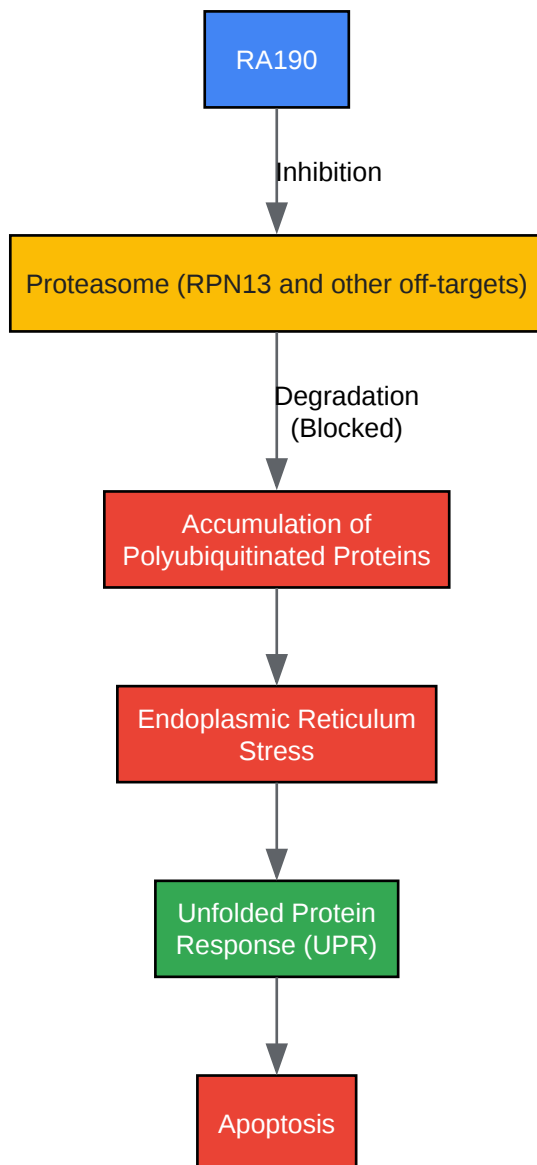 RA190
Inhibition
Proteasome (RPN13 and other off-targets)
Degradation
(Blocked)
Accumulation of
Polyubiquitinated Proteins
Endoplasmic Reticulum
Stress
Unfolded Protein
Response (UPR)
Apoptosis